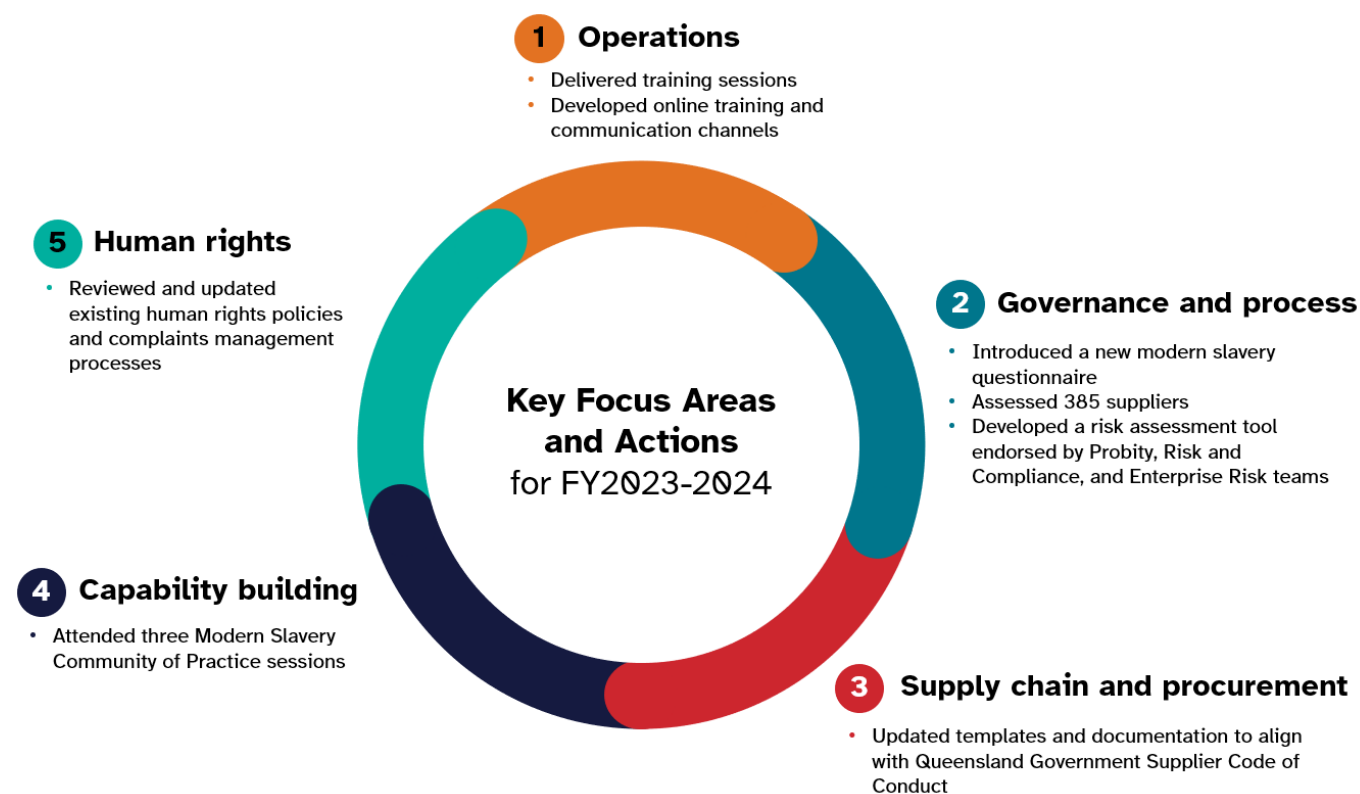 1 Operations
• Delivered training sessions
• Developed online training and
communication channels
5 Human rights
• Reviewed and updated
existing human rights policies
and complaints management
processes
2 Governance and process
• Introduced a new modern slavery
questionnaire
• Assessed 385 suppliers
• Developed a risk assessment tool
endorsed by Probity, Risk and
Compliance, and Enterprise Risk teams
Key Focus Areas
and Actions
for FY2023-2024
4 Capability building
• Attended three Modern Slavery
Community of Practice sessions
3 Supply chain and procurement
• Updated templates and documentation to align
with Queensland Government Supplier Code of
Conduct